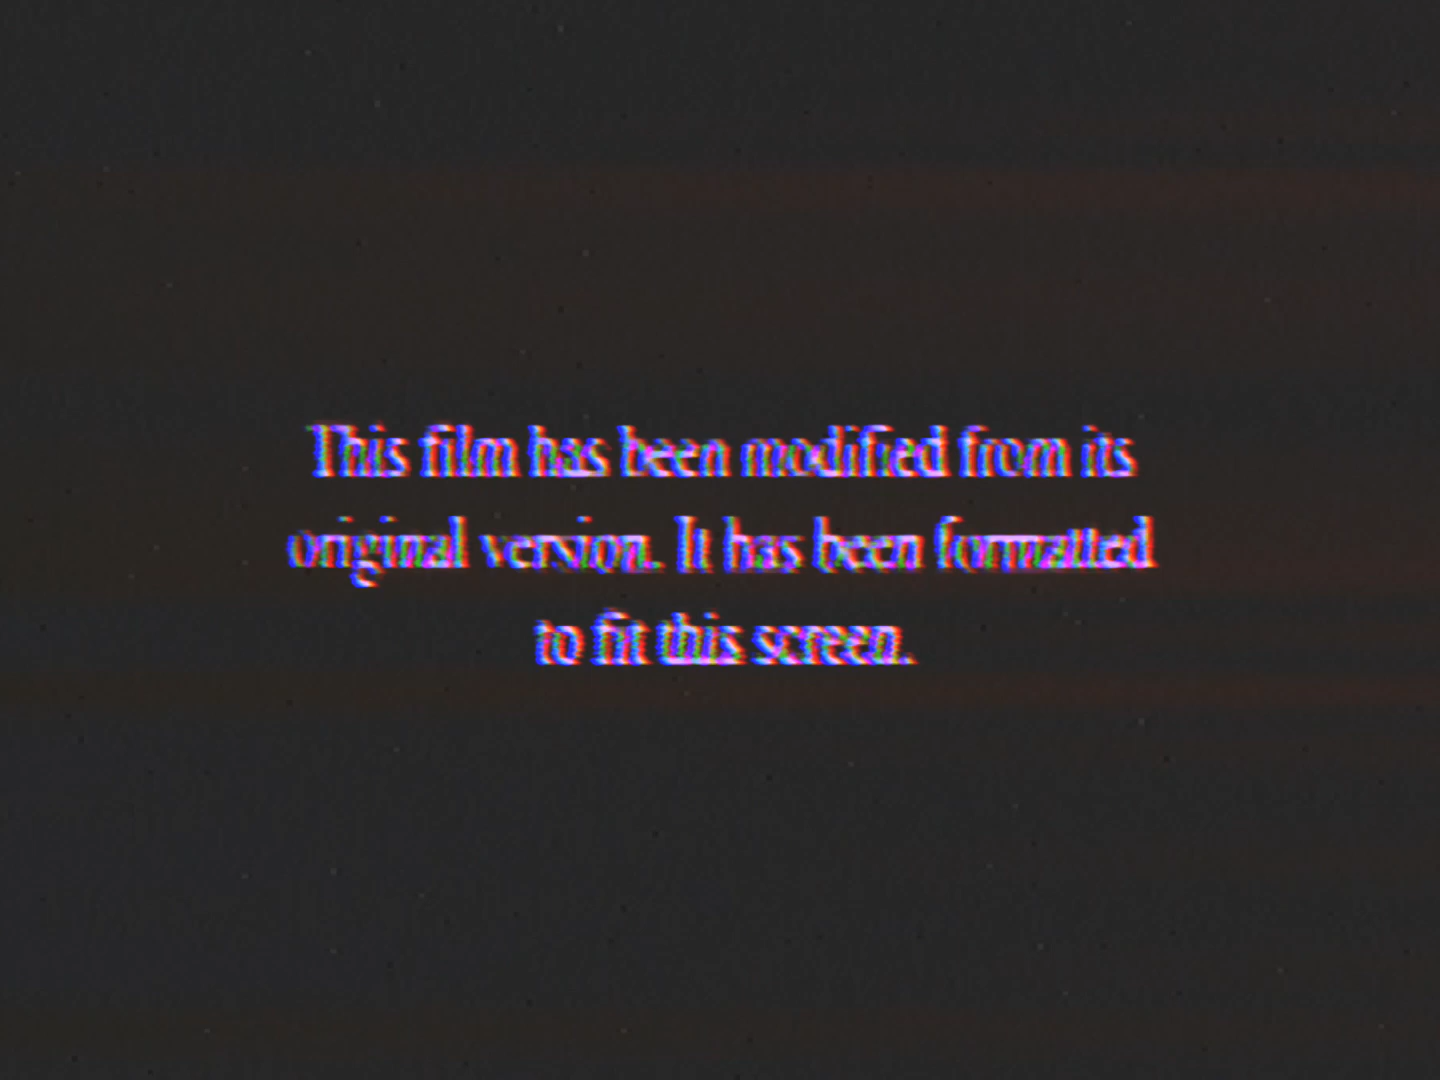 This film has been modified from its
original version. It has been formatted
to fit this screen.